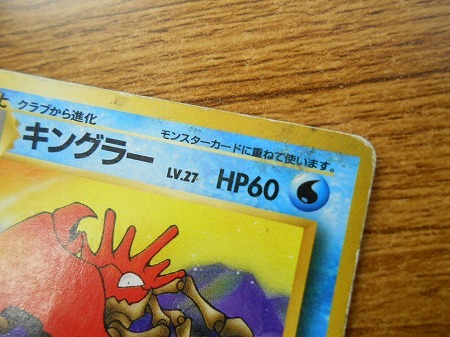 化 クラブから進化
モンスターカードに重ねて使います。
キングラー LV.27 HP60